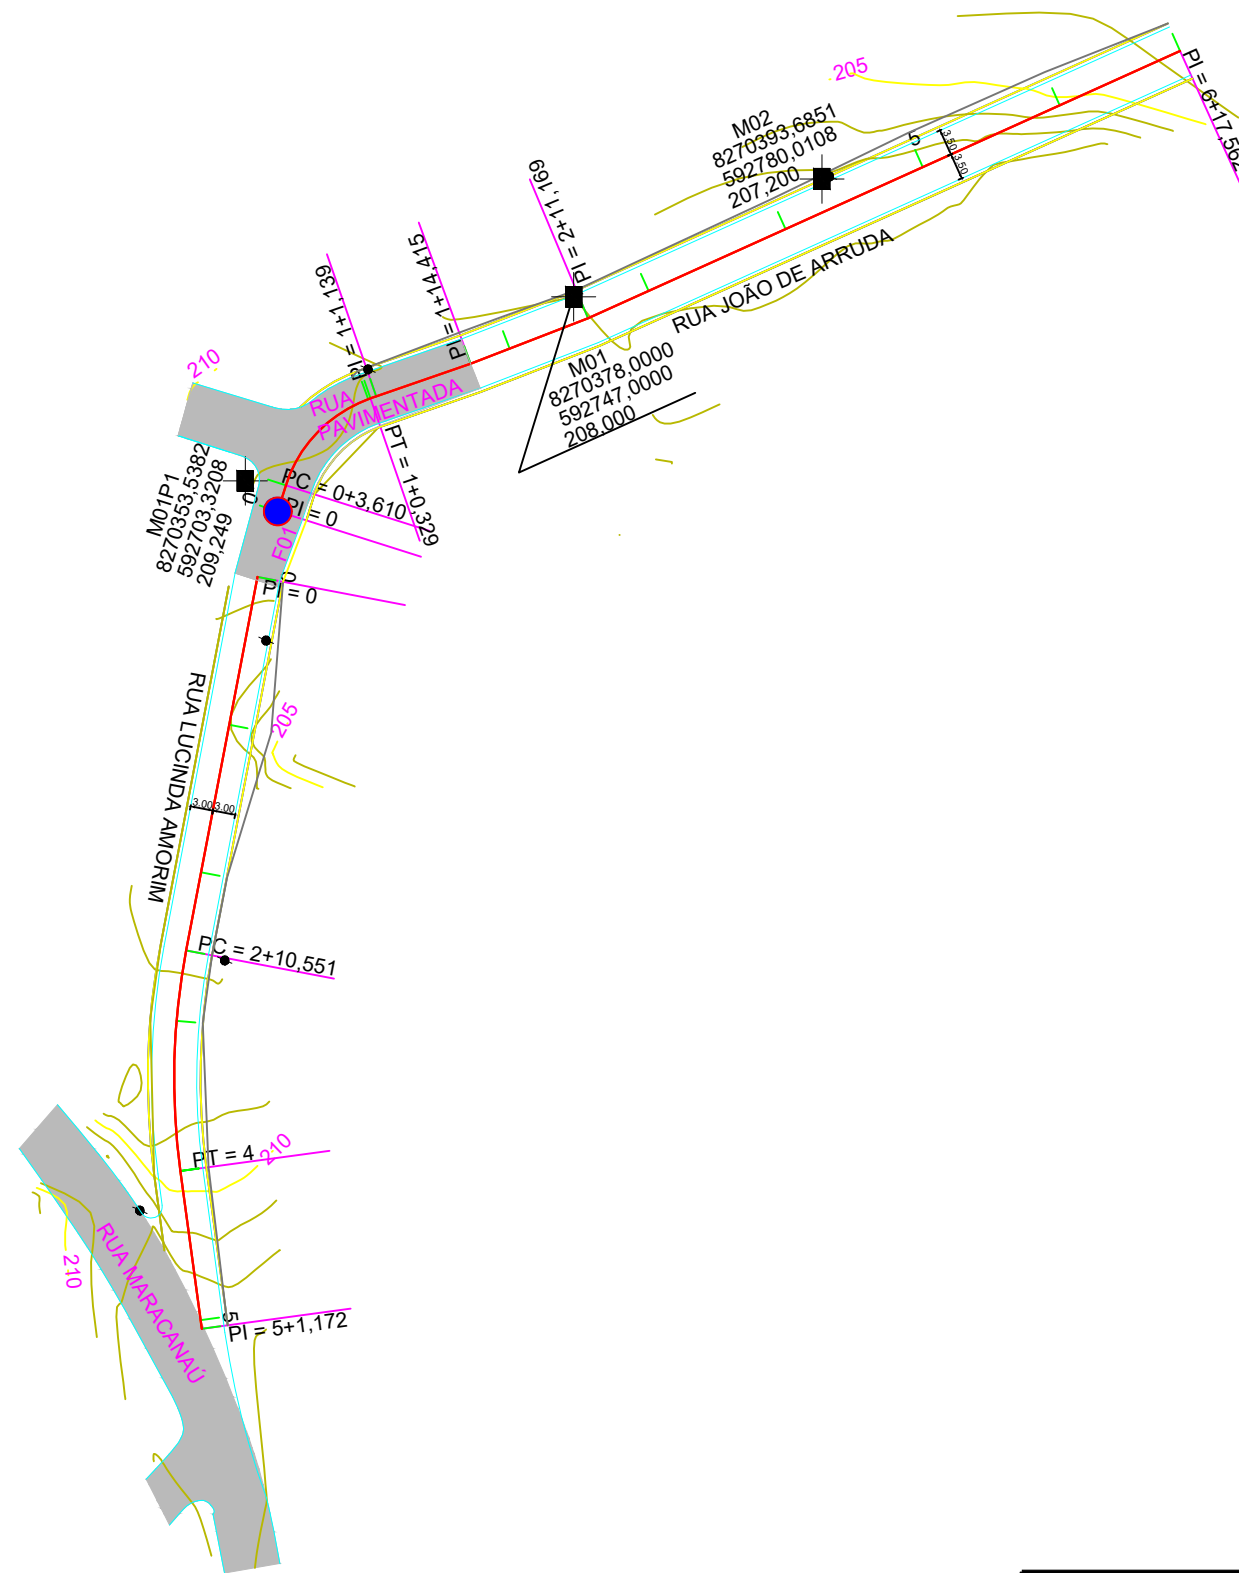 205
PI = 6+17,562
M02
8270393,6851
592780,0108
207,200
5
3.50
3.50
PI = 2+11,169
RUA JOÃO DE ARRUDA
PI = 1+14,415
PI = 1+11,139
M01
8270378,0000
592747,0000
208,000
210
RUA
PAVIMENTADA
PT = 1+0,329
M01P1
8270353,5382
592703,3208
209,249
0
PC = 0+3,610
PI = 0
F01
0
PI = 0
RUA LUCINDA AMORIM
205
3.00
3.00
PC = 2+10,551
PT = 4
210
210
RUA MARACANAÚ
5
PI = 5+1,172